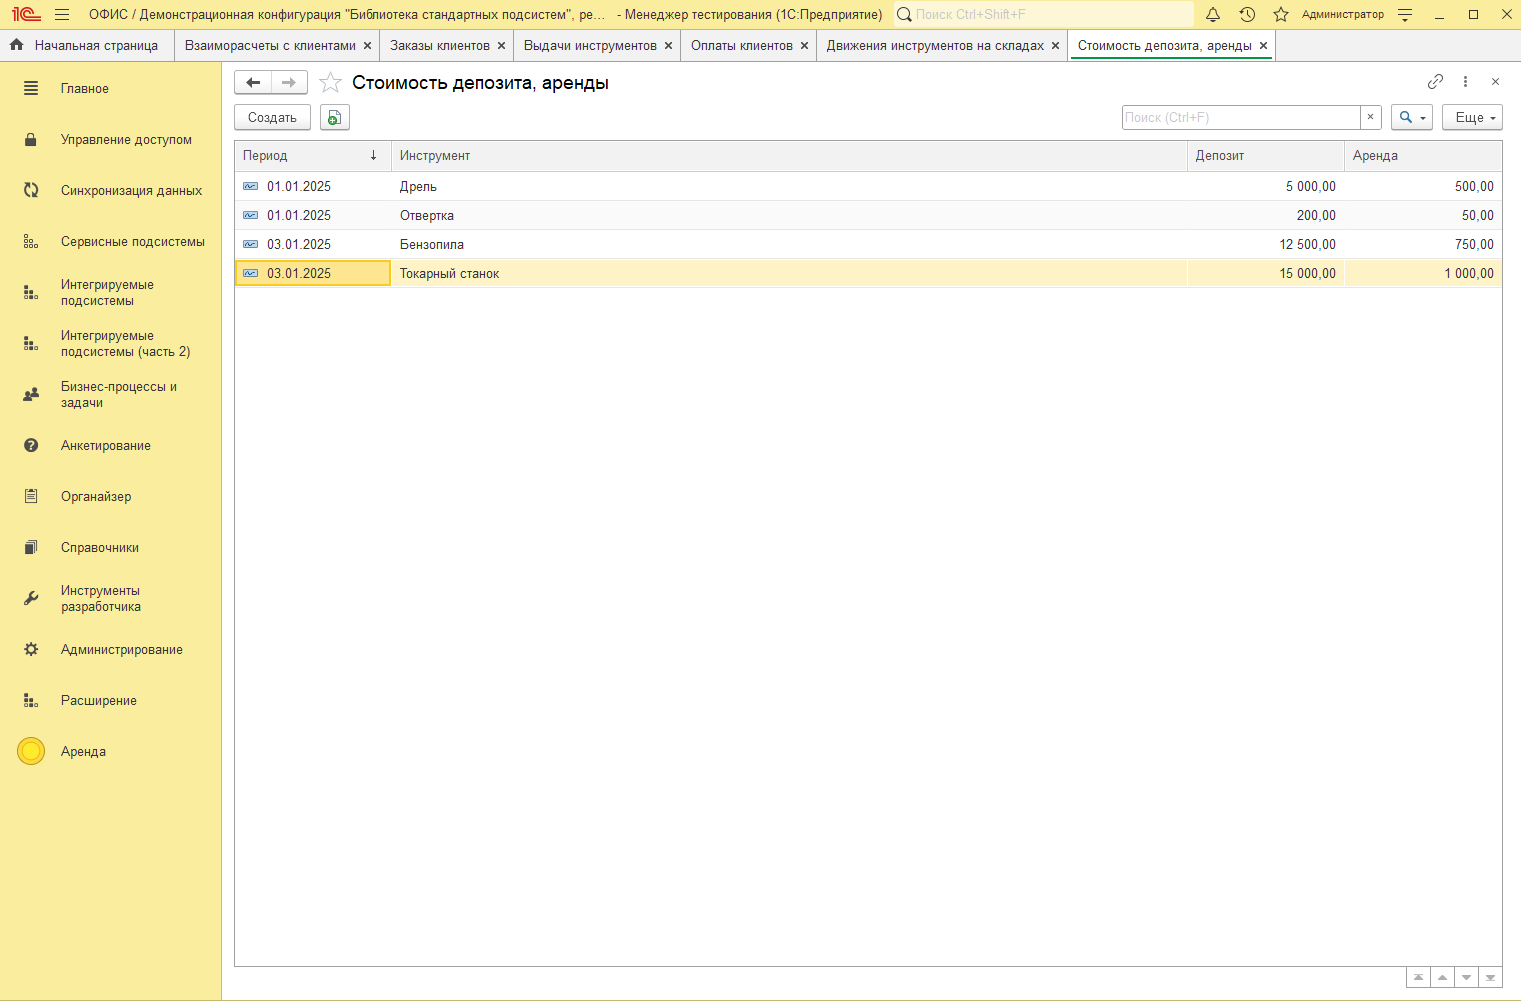 ОФИС / Демонстрационная конфигурация "Библиотека стандартных подсистем", ре... - Менеджер тестирования (1С:Предприятие)
Поиск Ctrl+Shift+F
Администратор
Начальная страница
Взаиморасчеты с клиентами
Заказы клиентов
Выдачи инструментов
Оплаты клиентов
Движения инструментов на складах
Стоимость депозита, аренды
Главное
Управление доступом
Синхронизация данных
Сервисные подсистемы
Интегрируемые
подсистемы
Интегрируемые
подсистемы (часть 2)
Бизнес-процессы и
задачи
Анкетирование
Органайзер
Справочники
Инструменты
разработчика
Администрирование
Расширение
Аренда
Стоимость депозита, аренды
Создать
Поиск (Ctrl+F)
Еще
Период Инструмент Депозит Аренда
01.01.2025 Дрель 5 000,00 500,00
01.01.2025 Отвертка 200,00 50,00
03.01.2025 Бензопила 12 500,00 750,00
03.01.2025 Токарный станок 15 000,00 1 000,00